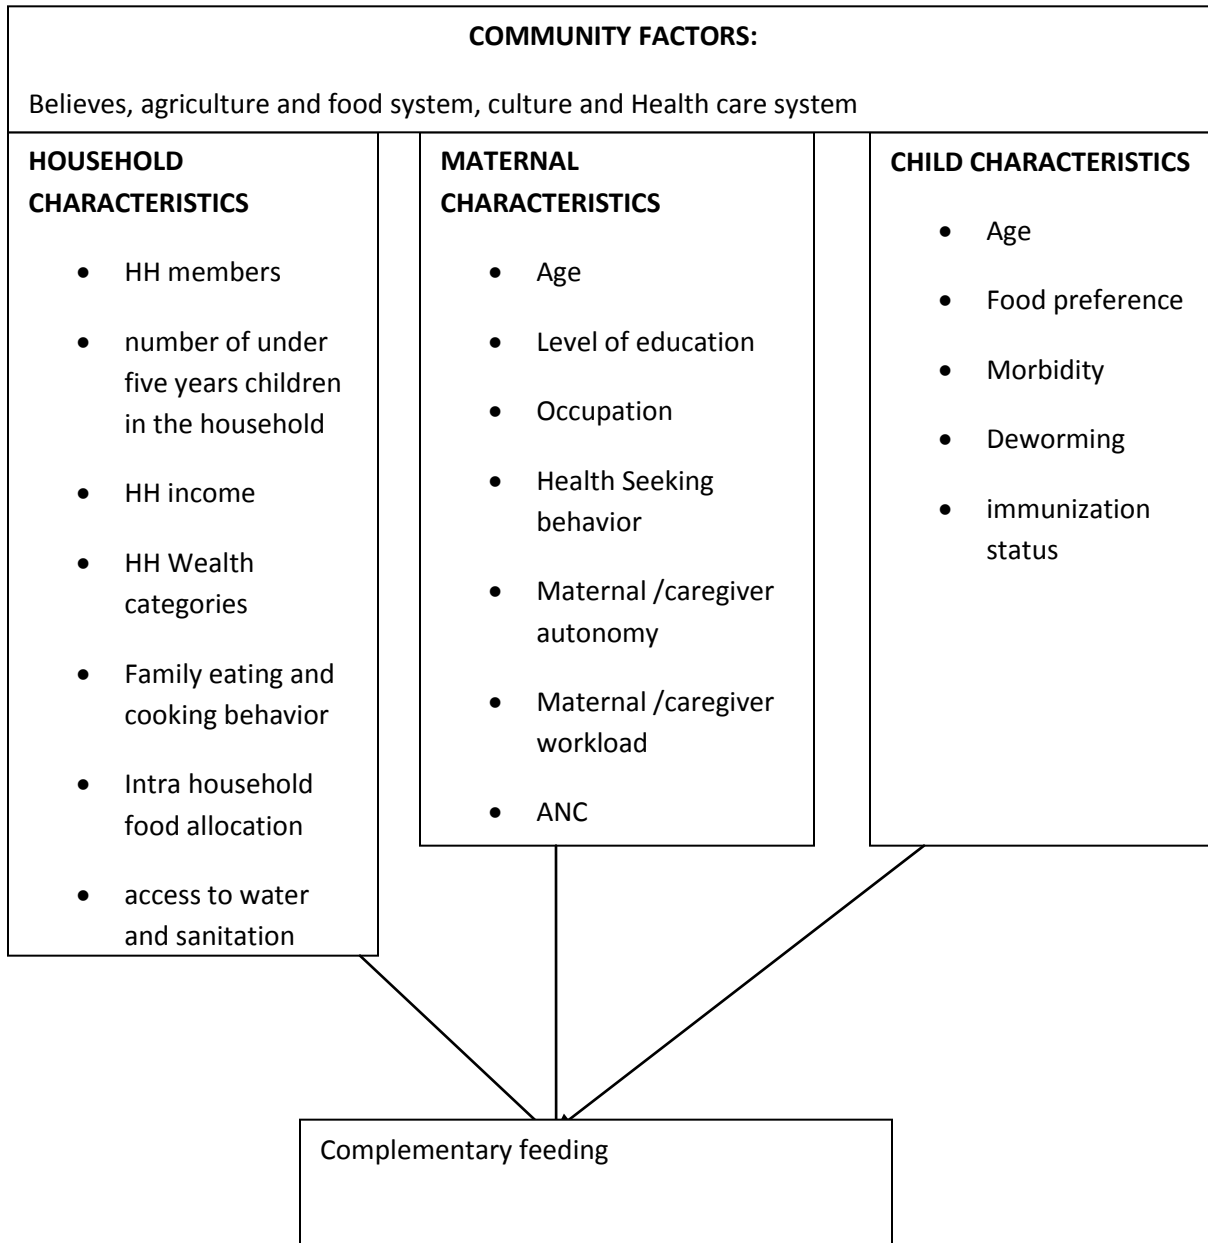 COMMUNITY FACTORS:
Believes, agriculture and food system, culture and Health care system
HOUSEHOLD
CHARACTERISTICS
• HH members
• number of under
five years children
in the household
• HH income
• HH Wealth
categories
• Family eating and
cooking behavior
• Intra household
food allocation
• access to water
and sanitation
MATERNAL
CHARACTERISTICS
• Age
• Level of education
• Occupation
• Health Seeking
behavior
• Maternal /caregiver
autonomy
• Maternal /caregiver
workload
• ANC
CHILD CHARACTERISTICS
• Age
• Food preference
• Morbidity
• Deworming
• immunization
status
Complementary feeding